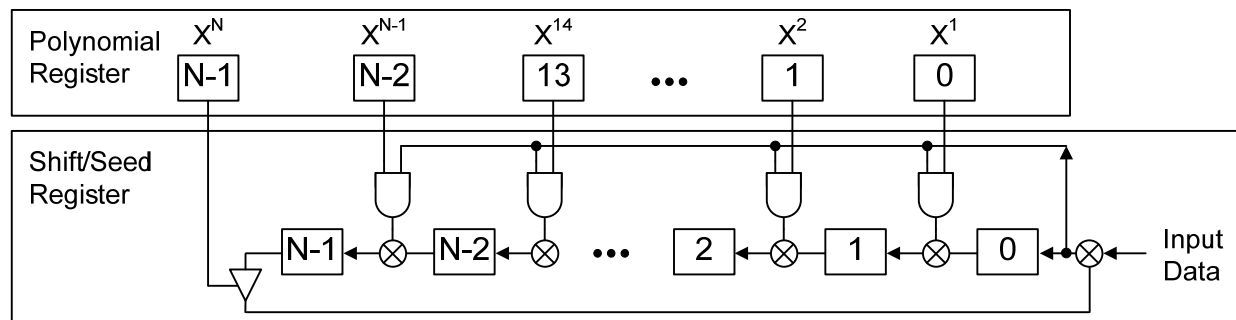 Polynomial Register
X^N X^N-1 X^14 X^2 X^1
N-1 N-2 13 ••• 1 0
Shift/Seed Register
N-1 N-2 ••• 2 1 0
Input Data